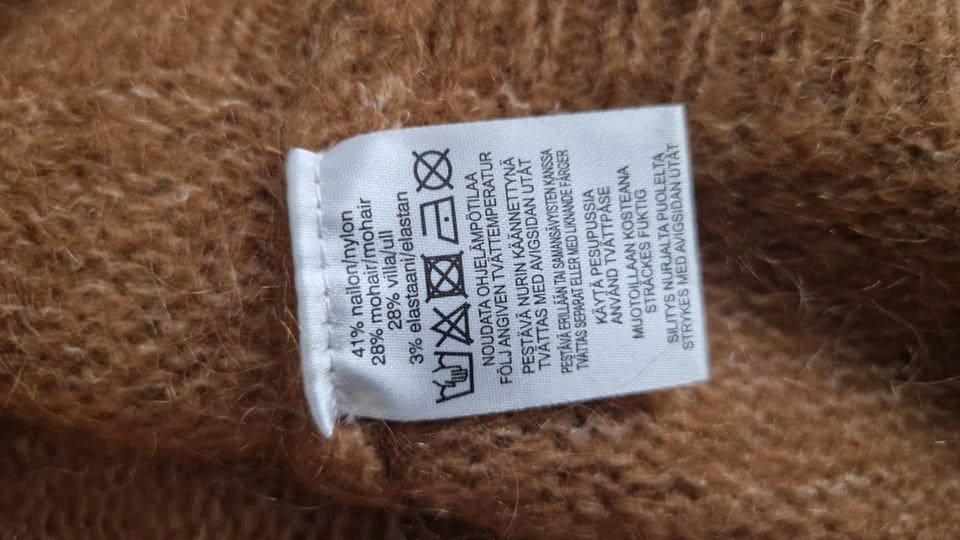 41% nailon/nylon
28% mohair/mohair
28% villa/ull
3% elastaani/elastan
NOUDATA OHJELÄMPÖTILAA
FÖLJ ANGIVEN TVÄTTEMPERATUR
PESTÄVÄ NURIN KÄÄNNETTYNÄ
TVÄTTAS MED AVIGSIDAN UTÅT
PESTÄVÄ ERILLÄÄN TAI SAMANSÄVYISTEN KANSSA
TVÄTTAS SEPARAT ELLER MED LIKNANDE FÄRGER
KÄYTÄ PESUPUSSIA
ANVÄND TVÄTTPÅSE
MUOTOILLAAN KOSTEANA
STRÄCKES FUKTIG
SILITYS NURJALTA PUOLELTA
STRYKES MED AVIGSIDAN UTÅT